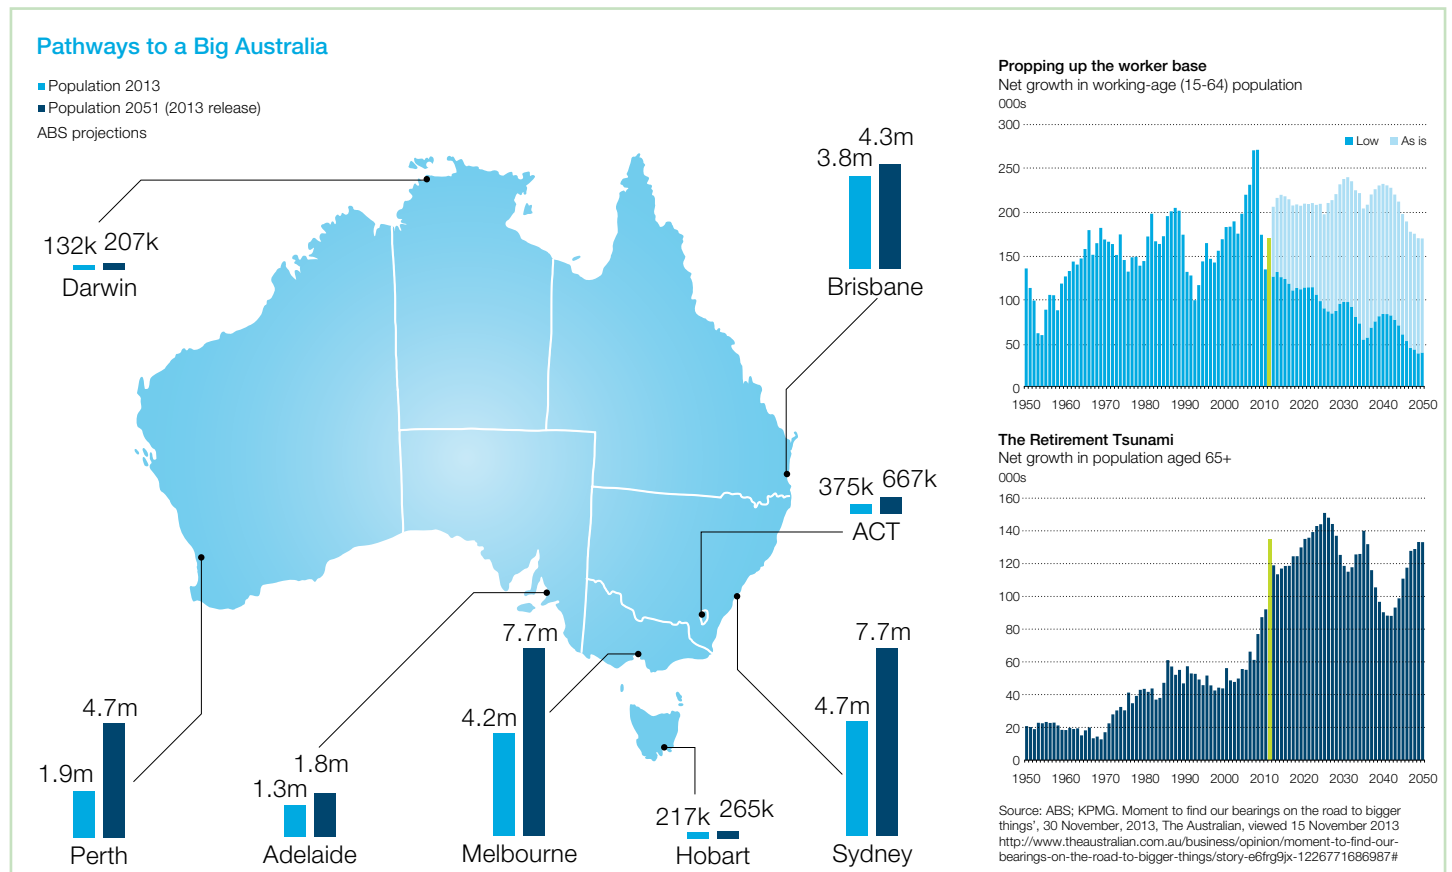 Pathways to a Big Australia
Population 2013
Population 2051 (2013 release)
ABS projections
132k 207k
Darwin
3.8m 4.3m
Brisbane
375k 667k
ACT
1.9m 4.7m
Perth
1.3m 1.8m
Adelaide
4.2m 7.7m
Melbourne
217k 265k
Hobart
4.7m 7.7m
Sydney
Propping up the worker base
Net growth in working-age (15-64) population
000s
Low As is
300
250
200
150
100
50
0
1950 1960 1970 1980 1990 2000 2010 2020 2030 2040 2050
The Retirement Tsunami
Net growth in population aged 65+
000s
160
140
120
100
80
60
40
20
0
1950 1960 1970 1980 1990 2000 2010 2020 2030 2040 2050
Source: ABS; KPMG. Moment to find our bearings on the road to bigger
things', 30 November, 2013, The Australian, viewed 15 November 2013
http://www.theaustralian.com.au/business/opinion/moment-to-find-our-
bearings-on-the-road-to-bigger-things/story-e6frg9jx-1226771686987#